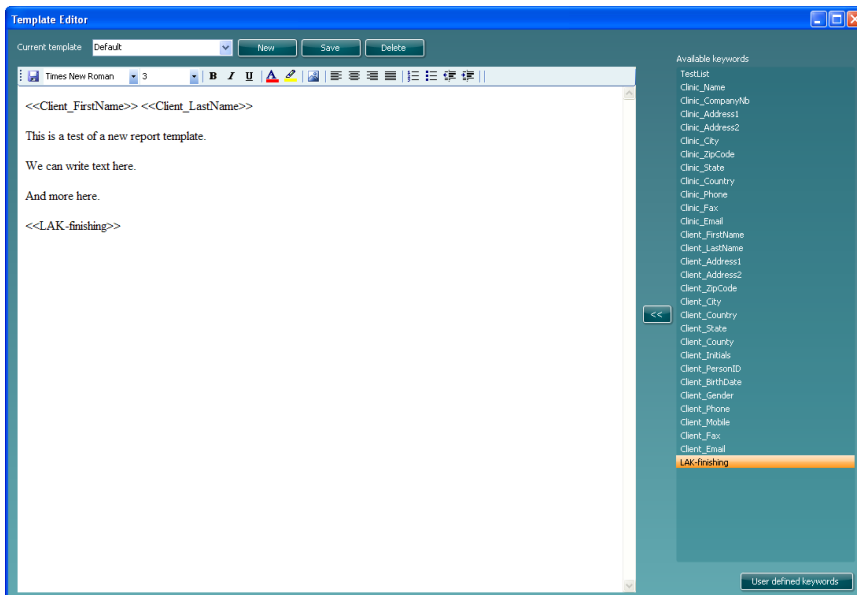 Template Editor
Current template Default New Save Delete
Times New Roman 3 B I U A
<<Client_FirstName>> <<Client_LastName>>
This is a test of a new report template.
We can write text here.
And more here.
<<LAK-finishing>>
<<
Available keywords
TestList
Clinic_Name
Clinic_CompanyNb
Clinic_Address1
Clinic_Address2
Clinic_City
Clinic_ZipCode
Clinic_State
Clinic_Country
Clinic_Phone
Clinic_Fax
Clinic_Email
Client_FirstName
Client_LastName
Client_Address1
Client_Address2
Client_ZipCode
Client_City
Client_Country
Client_State
Client_County
Client_Initials
Client_PersonID
Client_BirthDate
Client_Gender
Client_Phone
Client_Mobile
Client_Fax
Client_Email
LAK-finishing
User defined keywords